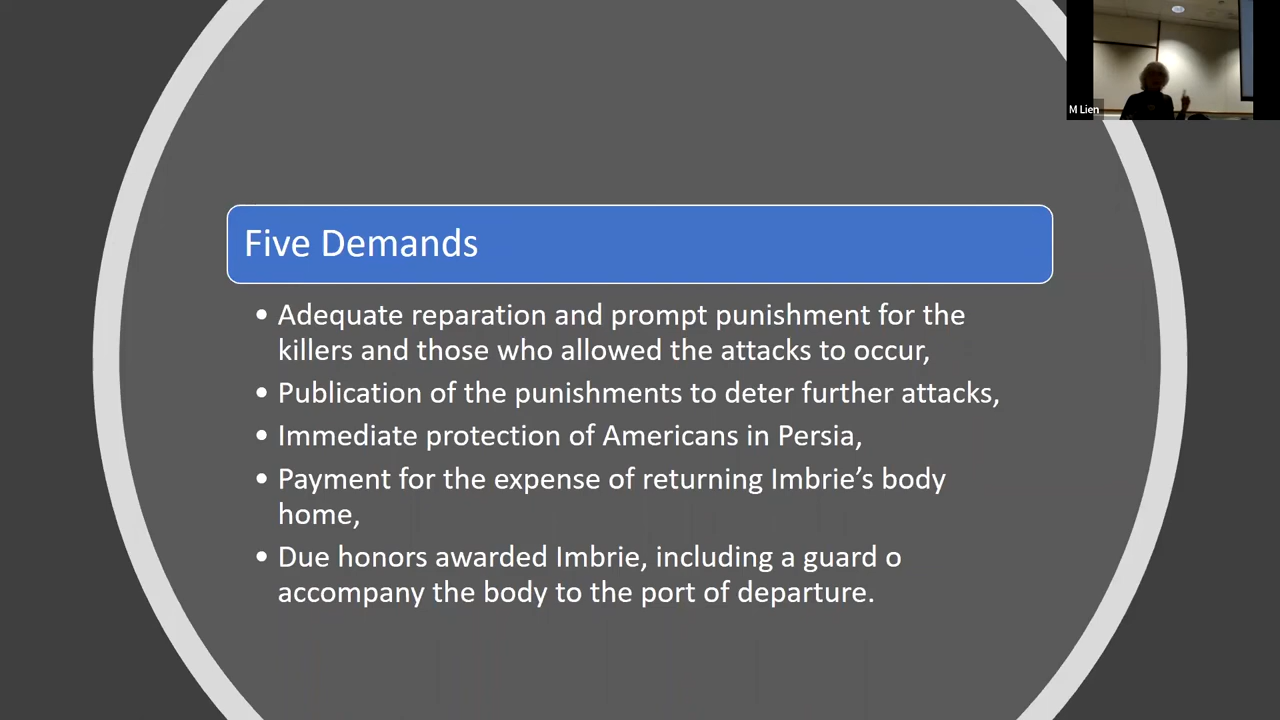 M Lien
Five Demands
• Adequate reparation and prompt punishment for the
killers and those who allowed the attacks to occur,
• Publication of the punishments to deter further attacks,
• Immediate protection of Americans in Persia,
• Payment for the expense of returning Imbrie’s body
home,
• Due honors awarded Imbrie, including a guard o
accompany the body to the port of departure.